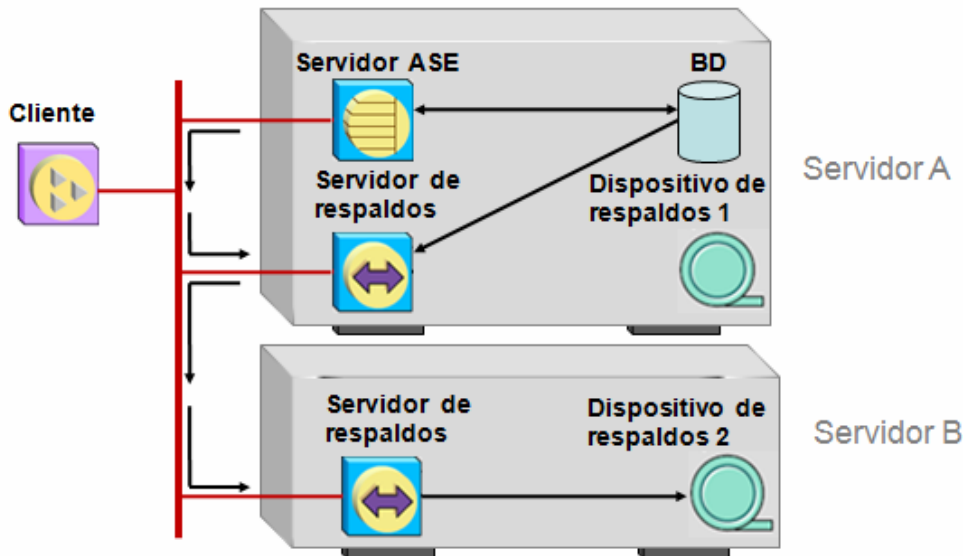 Servidor ASE
BD
Cliente
Servidor de
respaldos
Dispositivo de
respaldos 1
Servidor A
Servidor de
respaldos
Dispositivo de
respaldos 2
Servidor B